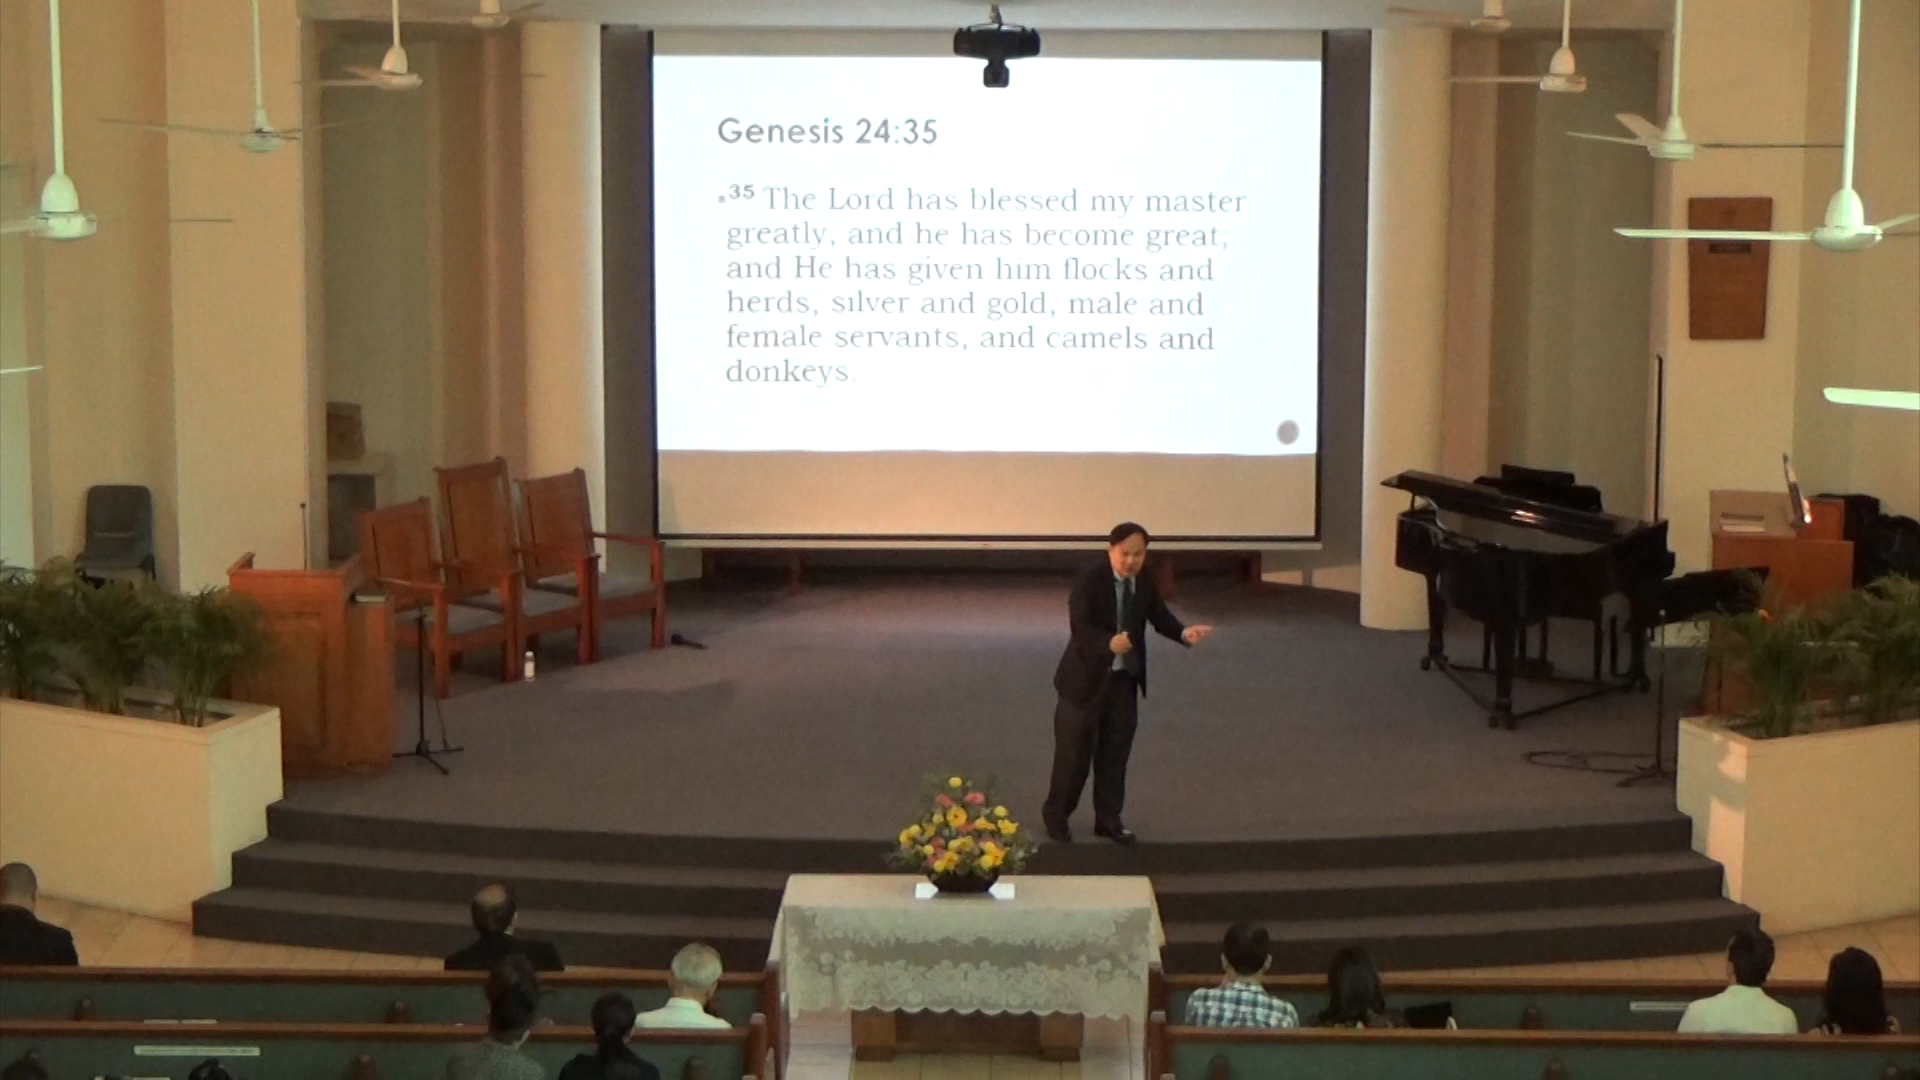 Genesis 24:35
35 The Lord has blessed my master
greatly, and he has become great;
and He has given him flocks and
herds, silver and gold, male and
female servants, and camels and
donkeys.